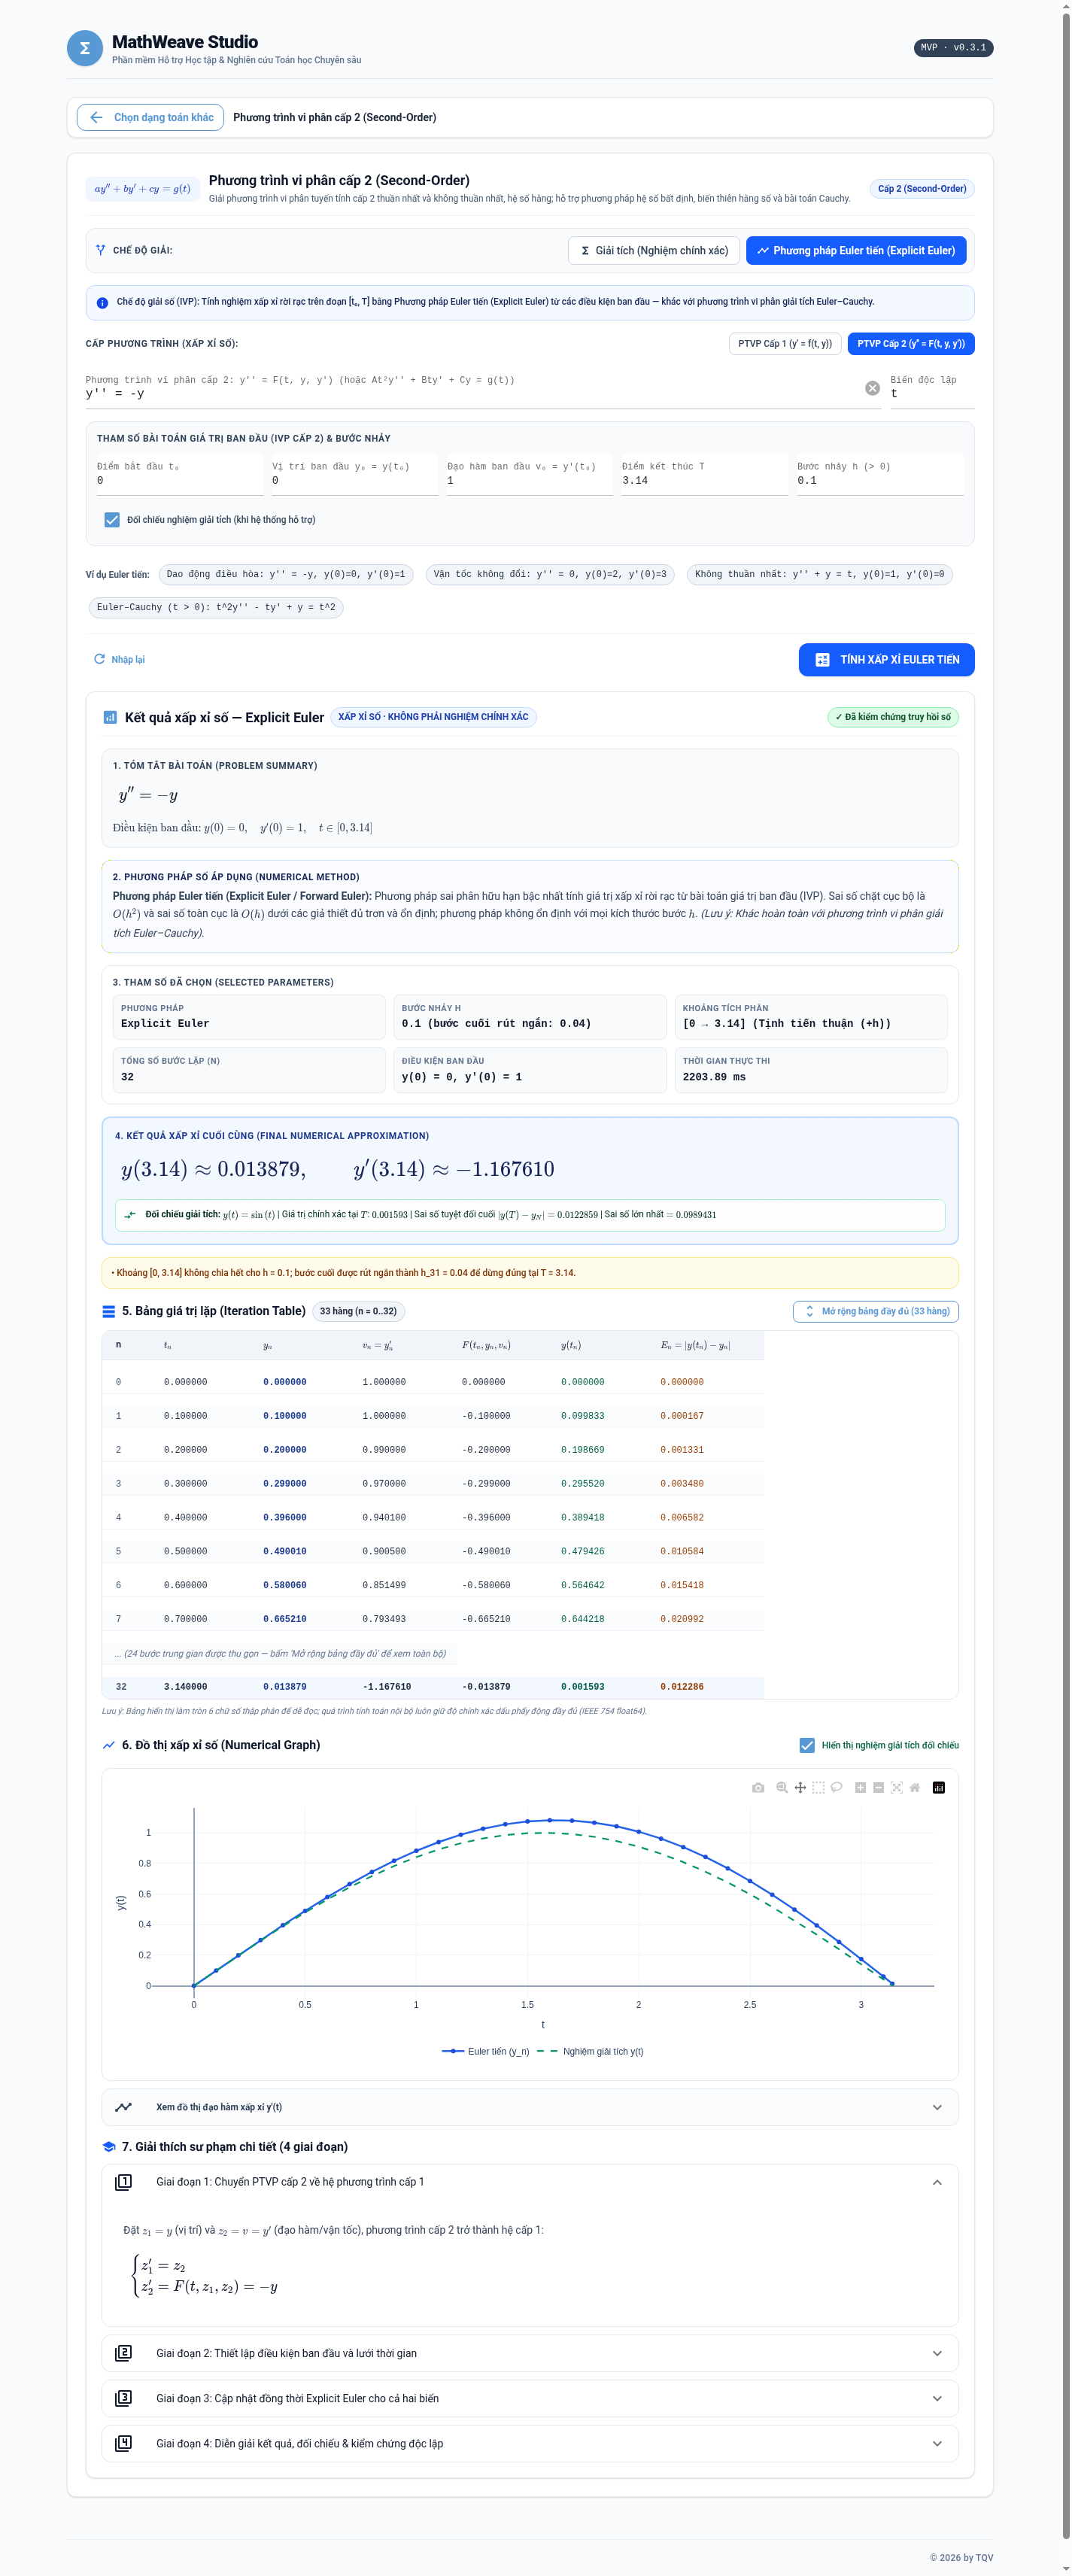 Σ
MathWeave Studio
Phần mềm Hỗ trợ Học tập & Nghiên cứu Toán học Chuyên sâu
MVP · v0.3.1
Chọn dạng toán khác
Phương trình vi phân cấp 2 (Second-Order)
ay″ + by′ + cy = g(t)
Phương trình vi phân cấp 2 (Second-Order)
Giải phương trình vi phân tuyến tính cấp 2 thuần nhất và không thuần nhất, hệ số hằng; hỗ trợ phương pháp hệ số bất định, biến thiên hằng số và bài toán Cauchy.
Cấp 2 (Second-Order)
CHẾ ĐỘ GIẢI:
Σ Giải tích (Nghiệm chính xác)
Phương pháp Euler tiến (Explicit Euler)
Chế độ giải số (IVP): Tính nghiệm xấp xỉ rời rạc trên đoạn [t₀, T] bằng Phương pháp Euler tiến (Explicit Euler) từ các điều kiện ban đầu — khác với phương trình vi phân giải tích Euler–Cauchy.
CẤP PHƯƠNG TRÌNH (XẤP XỈ SỐ):
PTVP Cấp 1 (y' = f(t, y))
PTVP Cấp 2 (y'' = F(t, y, y'))
Phương trình vi phân cấp 2: y'' = F(t, y, y') (hoặc At²y'' + Bty' + Cy = g(t))
y'' = -y
Biến độc lập
t
THAM SỐ BÀI TOÁN GIÁ TRỊ BAN ĐẦU (IVP CẤP 2) & BƯỚC NHẢY
Điểm bắt đầu t₀
0
Vị trí ban đầu y₀ = y(t₀)
0
Đạo hàm ban đầu v₀ = y'(t₀)
1
Điểm kết thúc T
3.14
Bước nhảy h (> 0)
0.1
Đối chiếu nghiệm giải tích (khi hệ thống hỗ trợ)
Ví dụ Euler tiến:
Dao động điều hòa: y'' = -y, y(0)=0, y'(0)=1
Vận tốc không đổi: y'' = 0, y(0)=2, y'(0)=3
Không thuần nhất: y'' + y = t, y(0)=1, y'(0)=0
Euler–Cauchy (t > 0): t^2y'' - ty' + y = t^2
Nhập lại
TÍNH XẤP XỈ EULER TIẾN
Kết quả xấp xỉ số — Explicit Euler
XẤP XỈ SỐ · KHÔNG PHẢI NGHIỆM CHÍNH XÁC
✓ Đã kiểm chứng truy hồi số
1. TÓM TẮT BÀI TOÁN (PROBLEM SUMMARY)
y″ = −y
Điều kiện ban đầu: y(0) = 0, y′(0) = 1, t ∈ [0, 3.14]
2. PHƯƠNG PHÁP SỐ ÁP DỤNG (NUMERICAL METHOD)
Phương pháp Euler tiến (Explicit Euler / Forward Euler): Phương pháp sai phân hữu hạn bậc nhất tính giá trị xấp xỉ rời rạc từ bài toán giá trị ban đầu (IVP). Sai số chặt cục bộ là
O(h²) và sai số toàn cục là O(h) dưới các giả thiết đủ trơn và ổn định; phương pháp không ổn định với mọi kích thước bước h. (Lưu ý: Khác hoàn toàn với phương trình vi phân giải
tích Euler–Cauchy).
3. THAM SỐ ĐÃ CHỌN (SELECTED PARAMETERS)
PHƯƠNG PHÁP
Explicit Euler
BƯỚC NHẢY H
0.1 (bước cuối rút ngắn: 0.04)
KHOẢNG TÍCH PHÂN
[0 → 3.14] (Tịnh tiến thuận (+h))
TỔNG SỐ BƯỚC LẶP (N)
32
ĐIỀU KIỆN BAN ĐẦU
y(0) = 0, y'(0) = 1
THỜI GIAN THỰC THI
2203.89 ms
4. KẾT QUẢ XẤP XỈ CUỐI CÙNG (FINAL NUMERICAL APPROXIMATION)
y(3.14) ≈ 0.013879, y′(3.14) ≈ −1.167610
Đối chiếu giải tích: y(t) = sin (t) | Giá trị chính xác tại T: 0.001593 | Sai số tuyệt đối cuối |y(T) − y_N| = 0.0122859 | Sai số lớn nhất = 0.0989431
• Khoảng [0, 3.14] không chia hết cho h = 0.1; bước cuối được rút ngắn thành h_31 = 0.04 để dừng đúng tại T = 3.14.
5. Bảng giá trị lặp (Iteration Table)
33 hàng (n = 0..32)
Mở rộng bảng đầy đủ (33 hàng)
n tₙ yₙ vₙ = y′ₙ F(tₙ, yₙ, vₙ) y(tₙ) Eₙ = |y(tₙ) − yₙ|
0 0.000000 0.000000 1.000000 0.000000 0.000000 0.000000
1 0.100000 0.100000 1.000000 -0.100000 0.099833 0.000167
2 0.200000 0.200000 0.990000 -0.200000 0.198669 0.001331
3 0.300000 0.299000 0.970000 -0.299000 0.295520 0.003480
4 0.400000 0.396000 0.940100 -0.396000 0.389418 0.006582
5 0.500000 0.490010 0.900500 -0.490010 0.479426 0.010584
6 0.600000 0.580060 0.851499 -0.580060 0.564642 0.015418
7 0.700000 0.665210 0.793493 -0.665210 0.644218 0.020992
... (24 bước trung gian được thu gọn — bấm 'Mở rộng bảng đầy đủ' để xem toàn bộ)
32 3.140000 0.013879 -1.167610 -0.013879 0.001593 0.012286
Lưu ý: Bảng hiển thị làm tròn 6 chữ số thập phân để dễ đọc; quá trình tính toán nội bộ luôn giữ độ chính xác dấu phẩy động đầy đủ (IEEE 754 float64).
6. Đồ thị xấp xỉ số (Numerical Graph)
Hiển thị nghiệm giải tích đối chiếu
1
0.8
0.6
0.4
0.2
0
y(t)
0 0.5 1 1.5 2 2.5 3
t
Euler tiến (y_n)
Nghiệm giải tích y(t)
Xem đồ thị đạo hàm xấp xỉ y'(t)
7. Giải thích sư phạm chi tiết (4 giai đoạn)
1
Giai đoạn 1: Chuyển PTVP cấp 2 về hệ phương trình cấp 1
Đặt z₁ = y (vị trí) và z₂ = v = y′ (đạo hàm/vận tốc), phương trình cấp 2 trở thành hệ cấp 1:
z′₁ = z₂
z′₂ = F(t, z₁, z₂) = −y
2
Giai đoạn 2: Thiết lập điều kiện ban đầu và lưới thời gian
3
Giai đoạn 3: Cập nhật đồng thời Explicit Euler cho cả hai biến
4
Giai đoạn 4: Diễn giải kết quả, đối chiếu & kiểm chứng độc lập
© 2026 by TQV